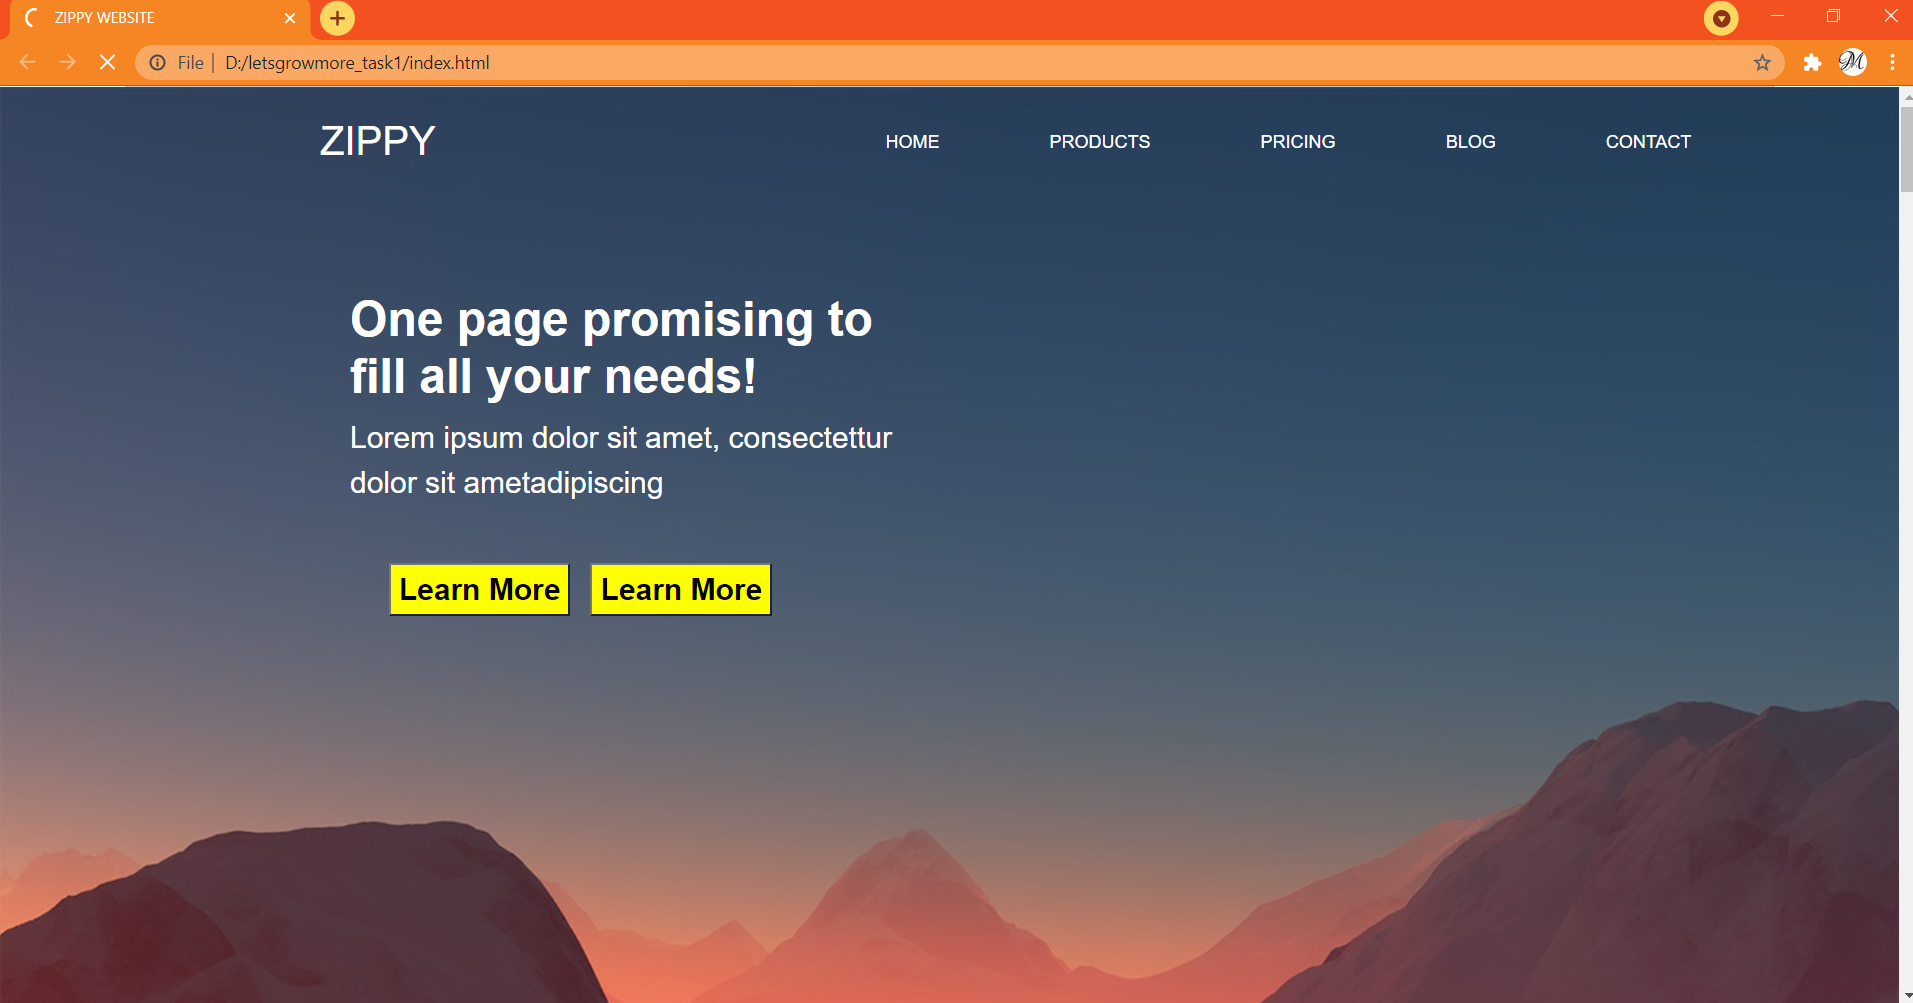 ZIPPY WEBSITE
File | D:/letsgrowmore_task1/index.html
M
ZIPPY
HOME PRODUCTS PRICING BLOG CONTACT
One page promising to
fill all your needs!
Lorem ipsum dolor sit amet, consectettur
dolor sit ametadipiscing
Learn More Learn More